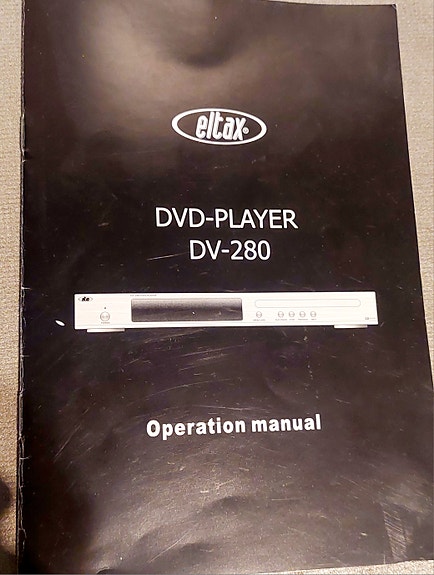 eltax®
DVD-PLAYER
DV-280
Operation manual